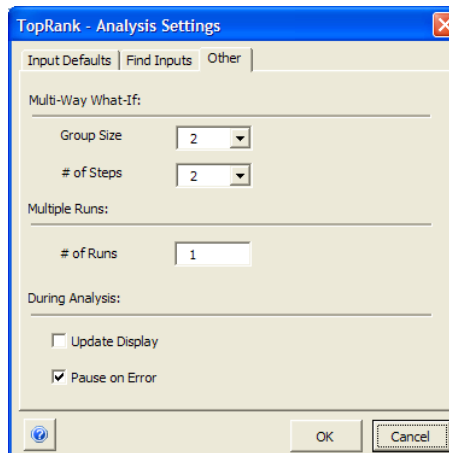 TopRank - Analysis Settings
Input Defaults Find Inputs Other
Multi-Way What-If:
Group Size 2
# of Steps 2
Multiple Runs:
# of Runs 1
During Analysis:
Update Display
Pause on Error
? OK Cancel